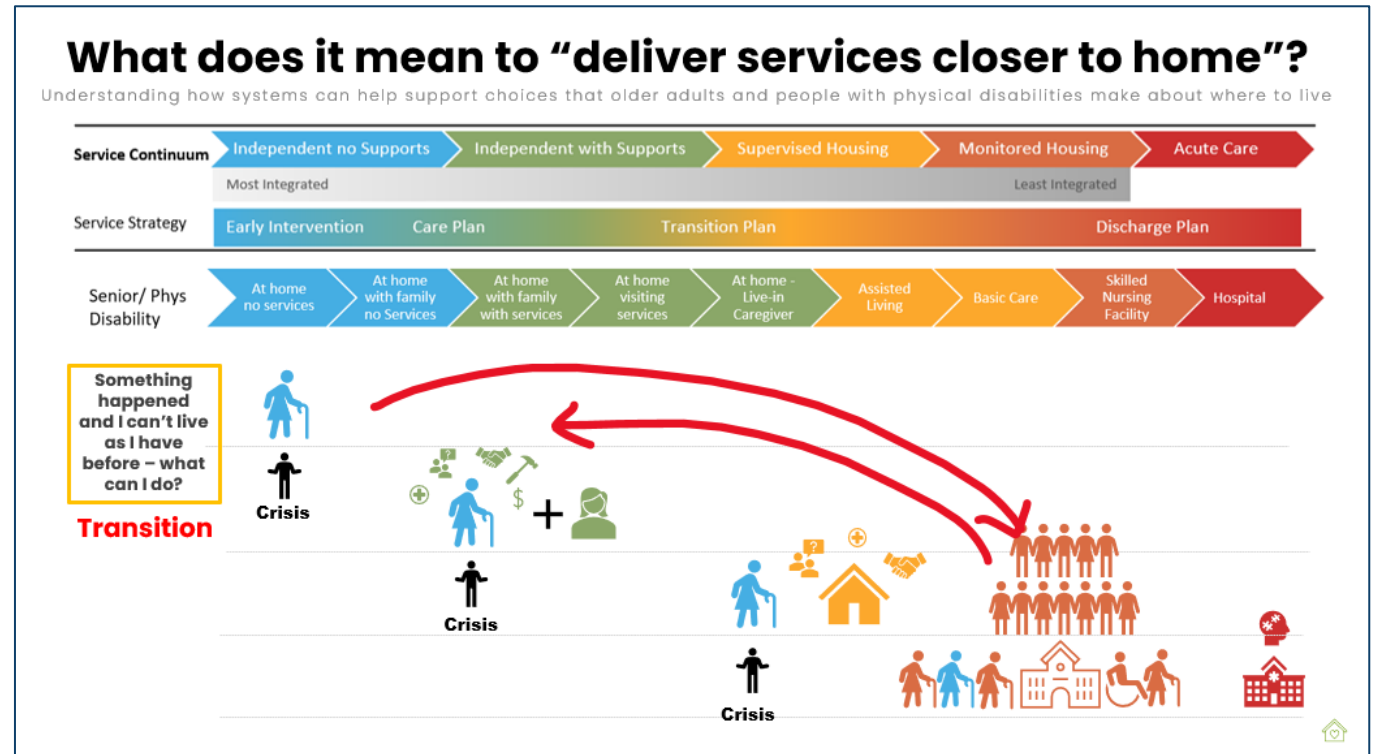 What does it mean to “deliver services closer to home”?
Understanding how systems can help support choices that older adults and people with physical disabilities make about where to live
Service Continuum
Independent no Supports
Independent with Supports
Supervised Housing
Monitored Housing
Acute Care
Most Integrated
Least Integrated
Service Strategy
Early Intervention
Care Plan
Transition Plan
Discharge Plan
Senior/ Phys
Disability
At home
no services
At home
with family
no Services
At home
with family
with services
At home
visiting
services
At home -
Live-in
Caregiver
Assisted
Living
Basic Care
Skilled
Nursing
Facility
Hospital
Something
happened
and I can’t live
as I have
before – what
can I do?
Transition
Crisis
?
$
+
Crisis
?
Crisis